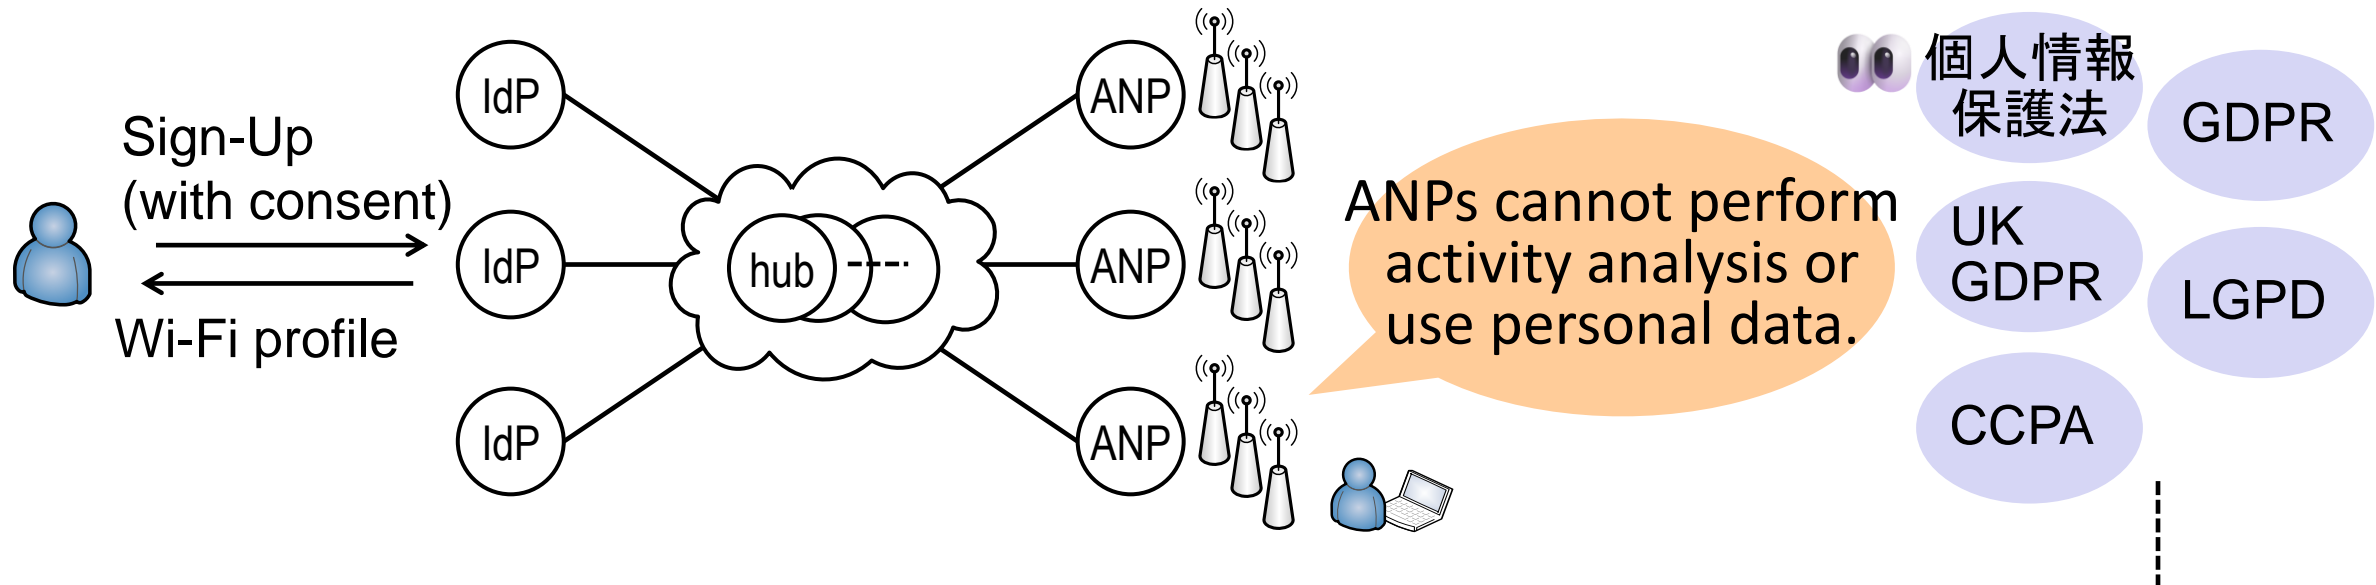 Sign-Up
(with consent)
Wi-Fi profile
IdP
IdP
IdP
hub
ANP
ANP
ANP
ANPs cannot perform
activity analysis or
use personal data.
個人情報
保護法
GDPR
UK
GDPR
LGPD
CCPA